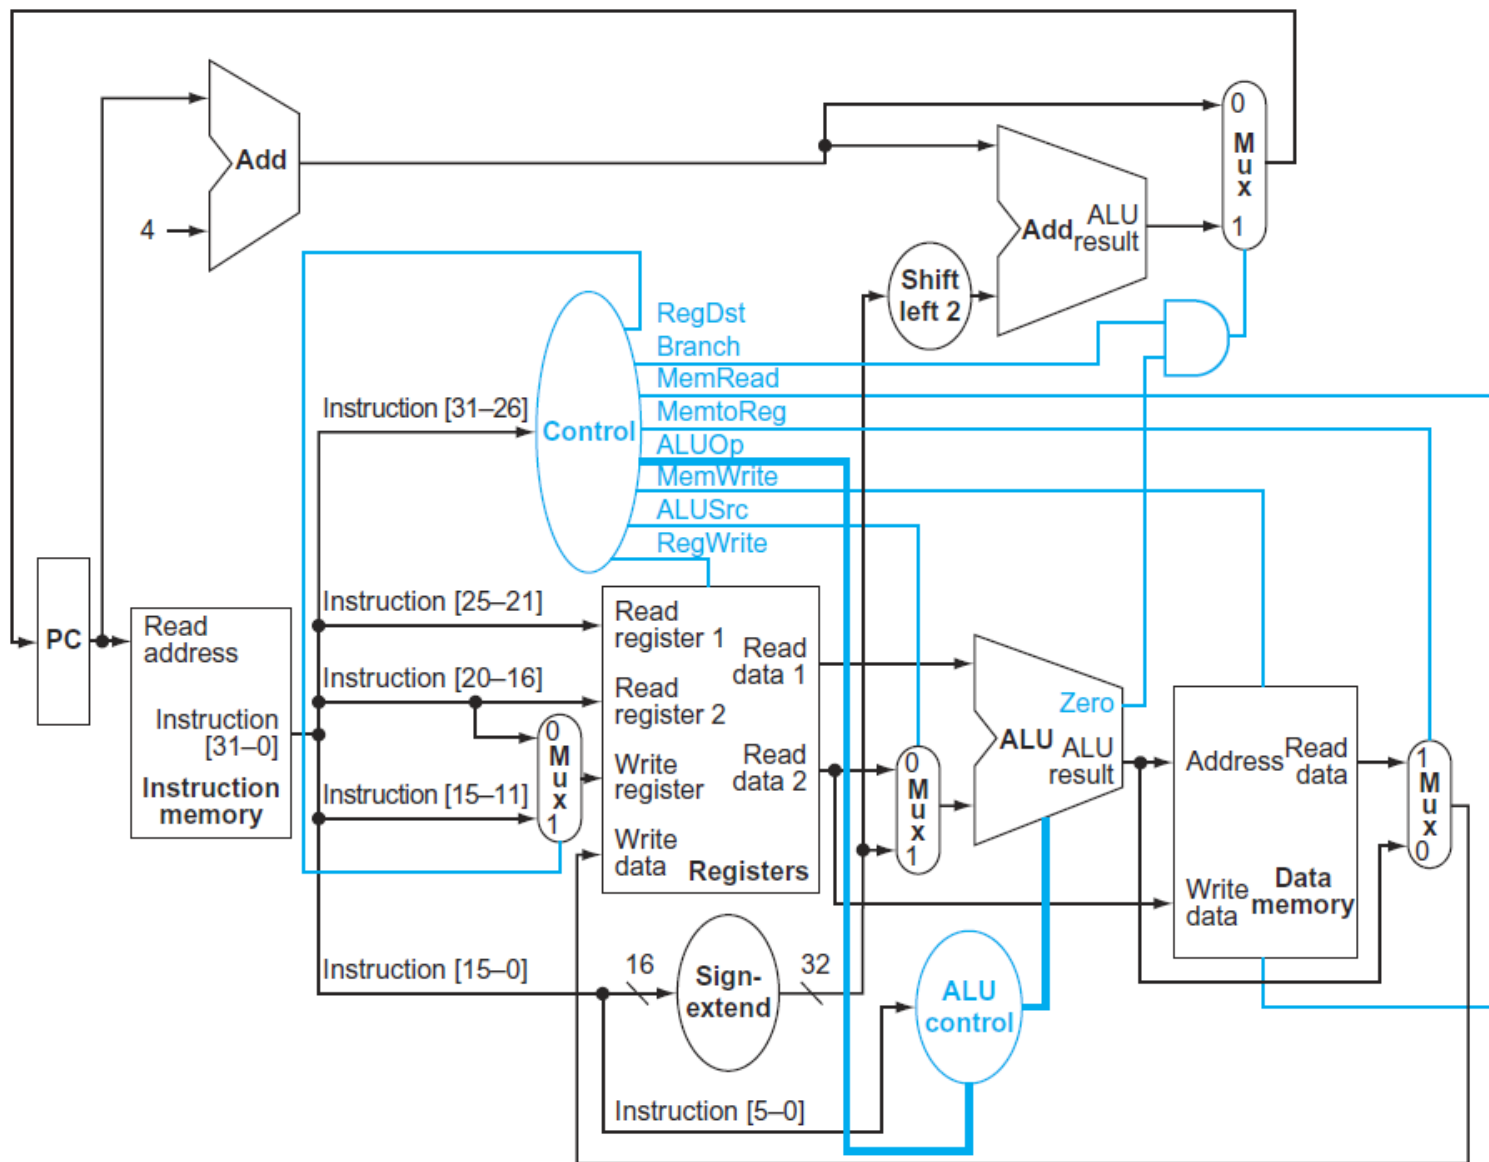 0
M
u
x
1
Add
4
Add
ALU
result
Shift
left 2
RegDst
Branch
MemRead
MemtoReg
ALUOp
MemWrite
ALUSrc
RegWrite
Control
Instruction [31–26]
Instruction [25–21]
Instruction [20–16]
Instruction [15–11]
Instruction [15–0]
Instruction [5–0]
PC
Read
address
Instruction
[31–0]
Instruction
memory
0
M
u
x
1
Read
register 1
Read
register 2
Write
register
Write
data
Read
data 1
Read
data 2
Registers
0
M
u
x
1
Zero
ALU
ALU
result
Address
Read
data
Write
data
Data
memory
1
M
u
x
0
16
Sign-
extend
32
ALU
control